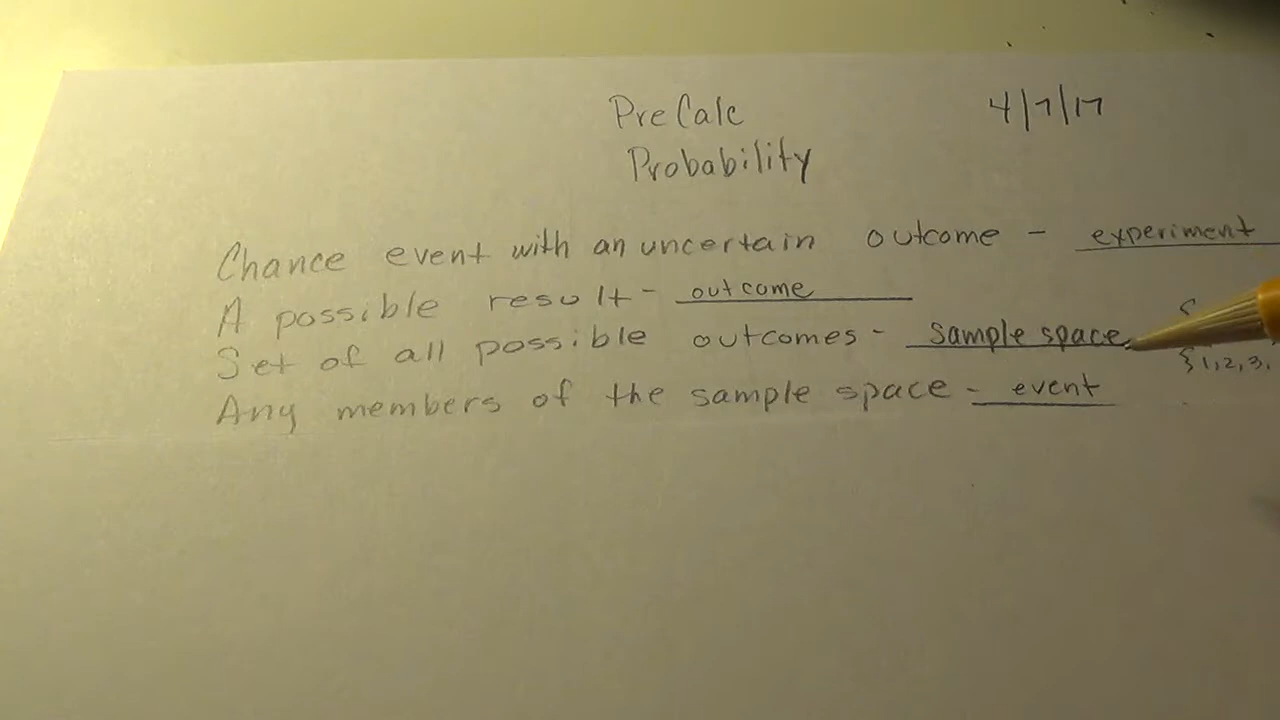 PreCalc 4/7/17
Probability
Chance event with an uncertain outcome - experiment
A possible result - outcome
Set of all possible outcomes - sample space {
Any members of the sample space - event {1,2,3,